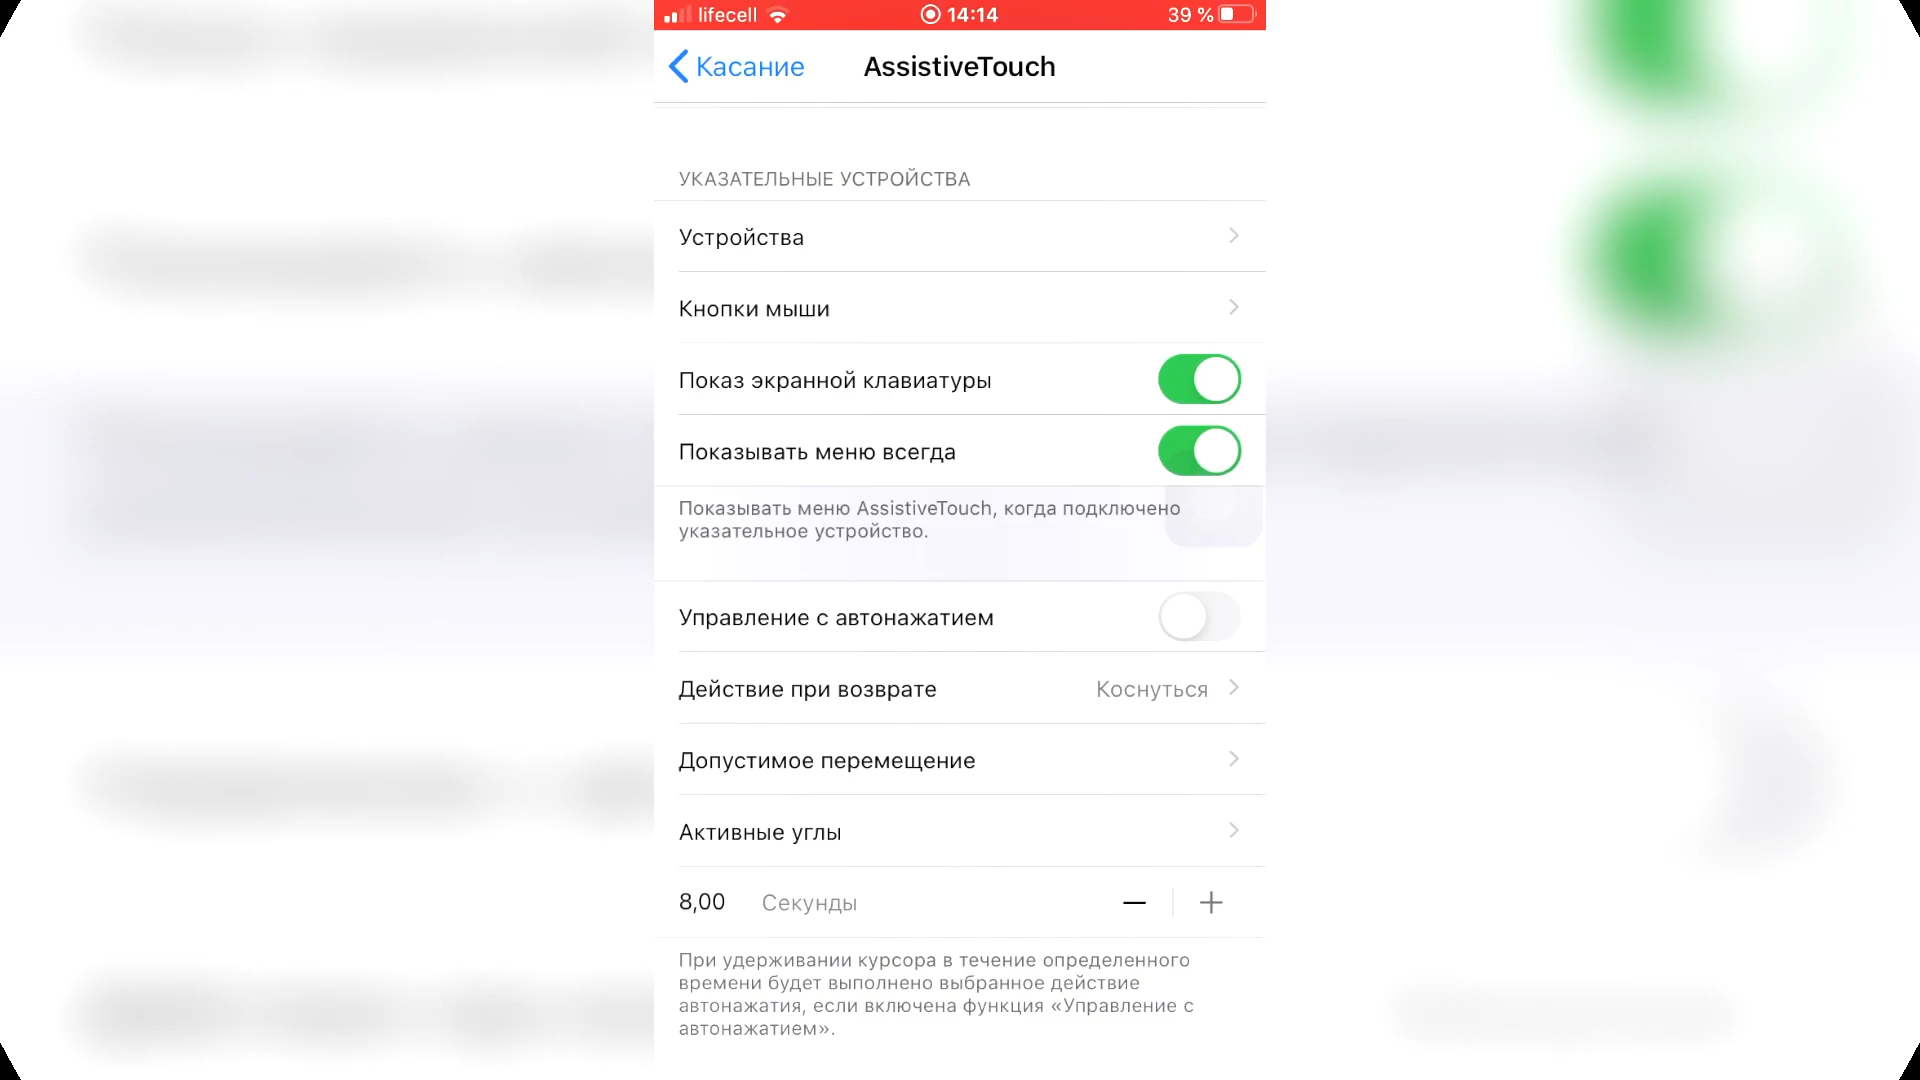 lifecell 14:14 39 %
Касание AssistiveTouch
УКАЗАТЕЛЬНЫЕ УСТРОЙСТВА
Устройства
Кнопки мыши
Показ экранной клавиатуры
Показывать меню всегда
Показывать меню AssistiveTouch, когда подключено
указательное устройство.
Управление с автонажатием
Действие при возврате Коснуться
Допустимое перемещение
Активные углы
8,00 Секунды
При удерживании курсора в течение определенного
времени будет выполнено выбранное действие
автонажатия, если включена функция «Управление с
автонажатием».